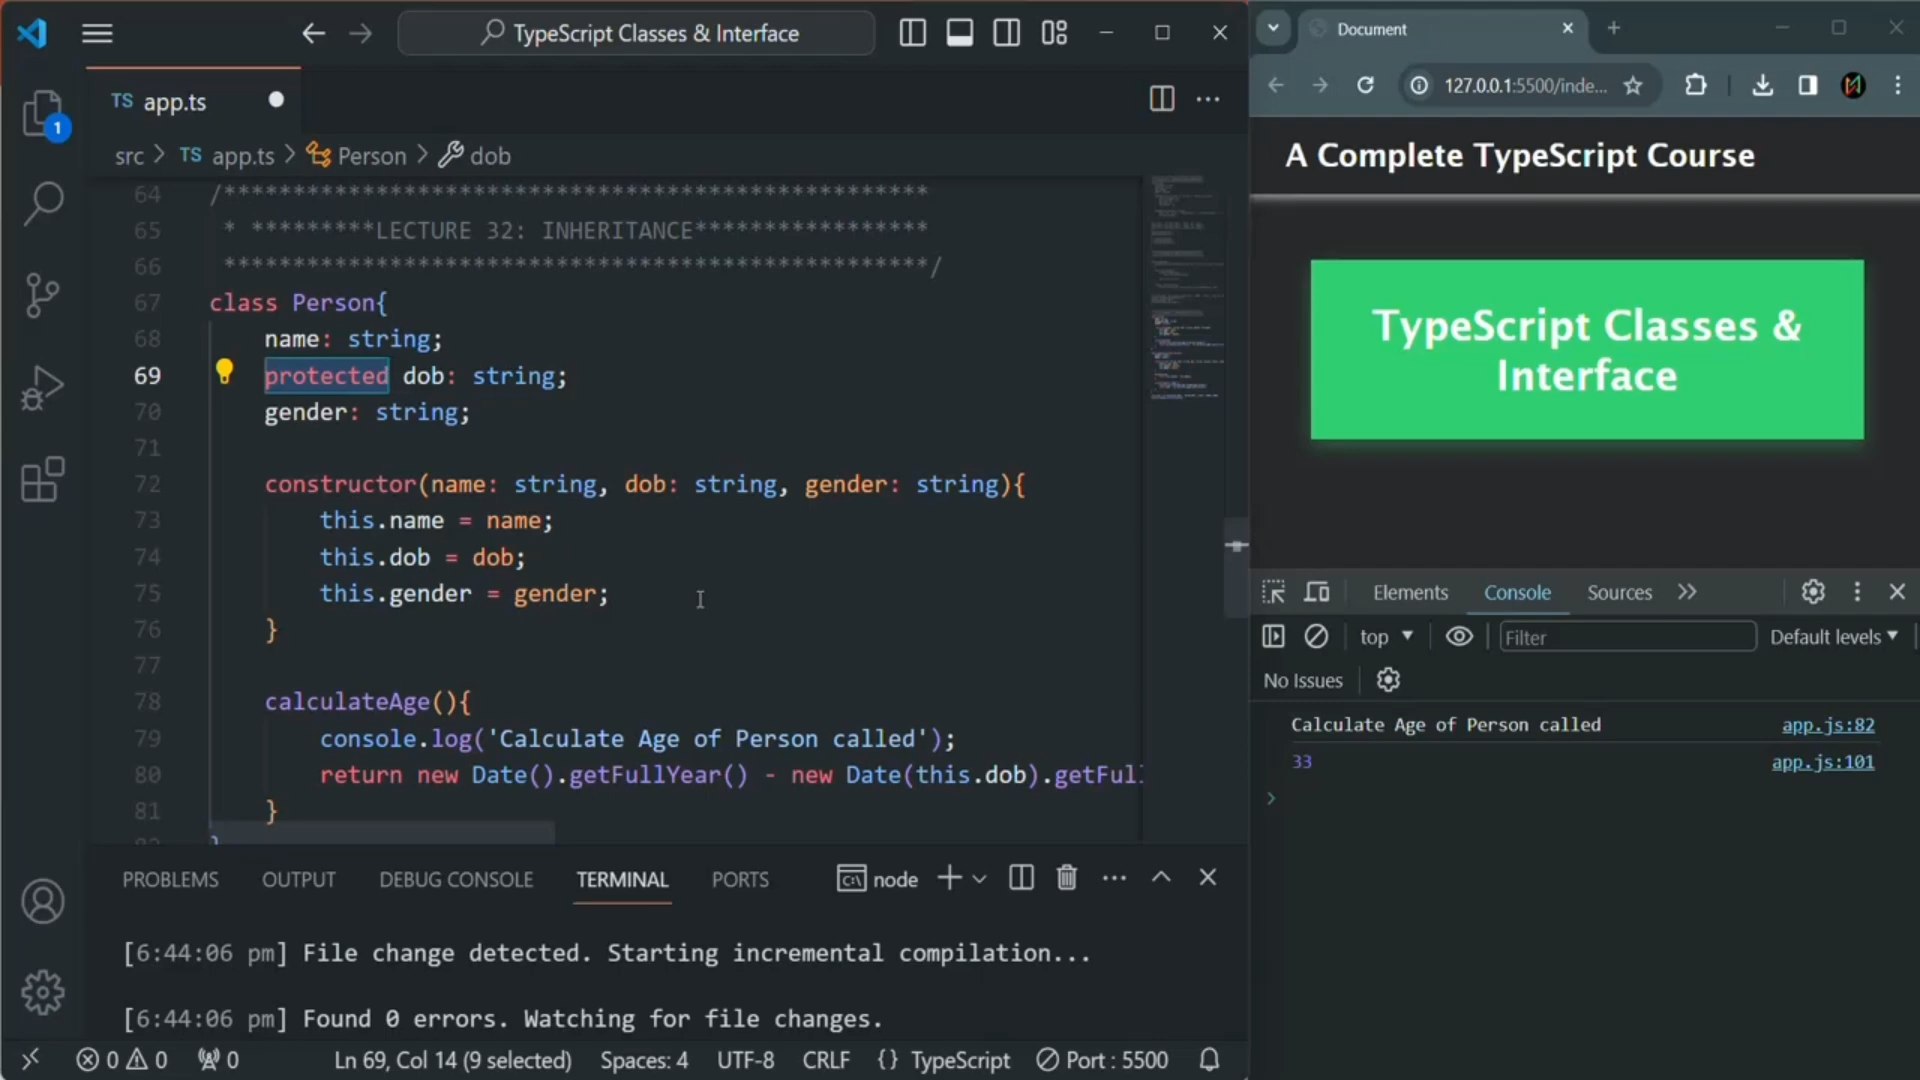 TypeScript Classes & Interface
TS app.ts
src > TS app.ts > Person > dob
64 /***************************************************
65 * *********LECTURE 32: INHERITANCE*****************
66 ***************************************************/
67 class Person{
68 name: string;
69 protected dob: string;
70 gender: string;
71
72 constructor(name: string, dob: string, gender: string){
73 this.name = name;
74 this.dob = dob;
75 this.gender = gender;
76 }
77
78 calculateAge(){
79 console.log('Calculate Age of Person called');
80 return new Date().getFullYear() - new Date(this.dob).getFull
81 }
1
PROBLEMS OUTPUT DEBUG CONSOLE TERMINAL PORTS node
[6:44:06 pm] File change detected. Starting incremental compilation...
[6:44:06 pm] Found 0 errors. Watching for file changes.
0 0 0 Ln 69, Col 14 (9 selected) Spaces: 4 UTF-8 CRLF {} TypeScript Port : 5500
Document
127.0.0.1:5500/inde...
A Complete TypeScript Course
TypeScript Classes &
Interface
Elements Console Sources
top Filter Default levels
No Issues
Calculate Age of Person called app.js:82
33 app.js:101